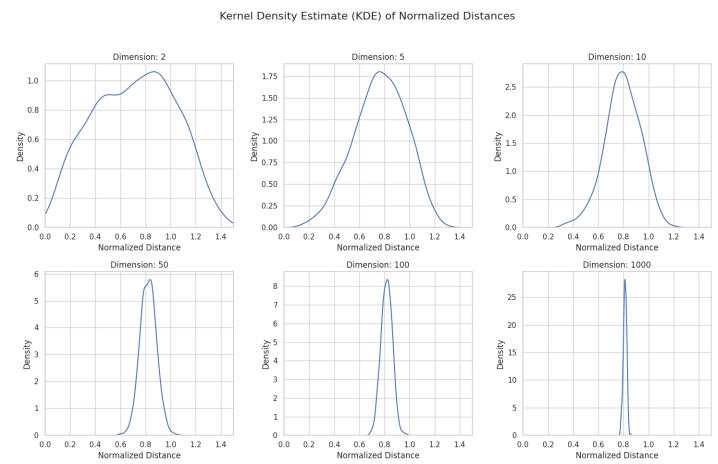 Kernel Density Estimate (KDE) of Normalized Distances
Dimension: 2
Density
1.0
0.8
0.6
0.4
0.2
0.0
0.0 0.2 0.4 0.6 0.8 1.0 1.2 1.4
Normalized Distance
Dimension: 5
Density
1.75
1.50
1.25
1.00
0.75
0.50
0.25
0.00
0.0 0.2 0.4 0.6 0.8 1.0 1.2 1.4
Normalized Distance
Dimension: 10
Density
2.5
2.0
1.5
1.0
0.5
0.0
0.0 0.2 0.4 0.6 0.8 1.0 1.2 1.4
Normalized Distance
Dimension: 50
Density
6
5
4
3
2
1
0
0.0 0.2 0.4 0.6 0.8 1.0 1.2 1.4
Normalized Distance
Dimension: 100
Density
8
7
6
5
4
3
2
1
0
0.0 0.2 0.4 0.6 0.8 1.0 1.2 1.4
Normalized Distance
Dimension: 1000
Density
25
20
15
10
5
0
0.0 0.2 0.4 0.6 0.8 1.0 1.2 1.4
Normalized Distance